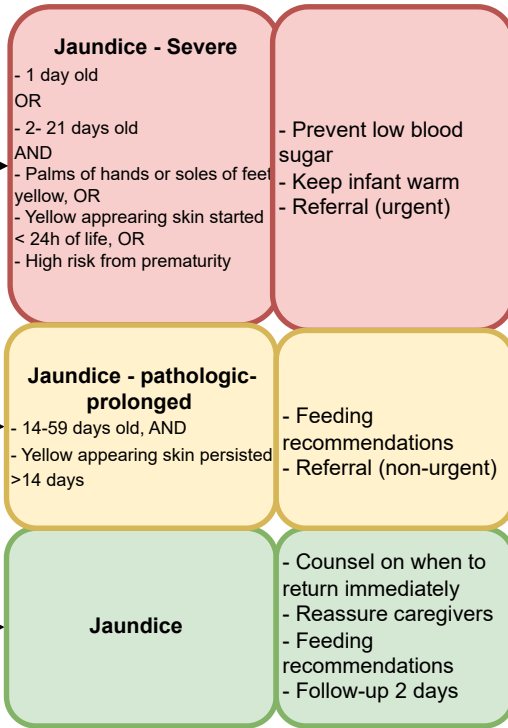 Jaundice - Severe
- 1 day old
OR
- 2- 21 days old
AND
- Palms of hands or soles of feet
yellow, OR
- Yellow apprearing skin started
< 24h of life, OR
- High risk from prematurity
- Prevent low blood
sugar
- Keep infant warm
- Referral (urgent)
Jaundice - pathologic-
prolonged
- 14-59 days old, AND
- Yellow appearing skin persisted
>14 days
- Feeding
recommendations
- Referral (non-urgent)
Jaundice
- Counsel on when to
return immediately
- Reassure caregivers
- Feeding
recommendations
- Follow-up 2 days